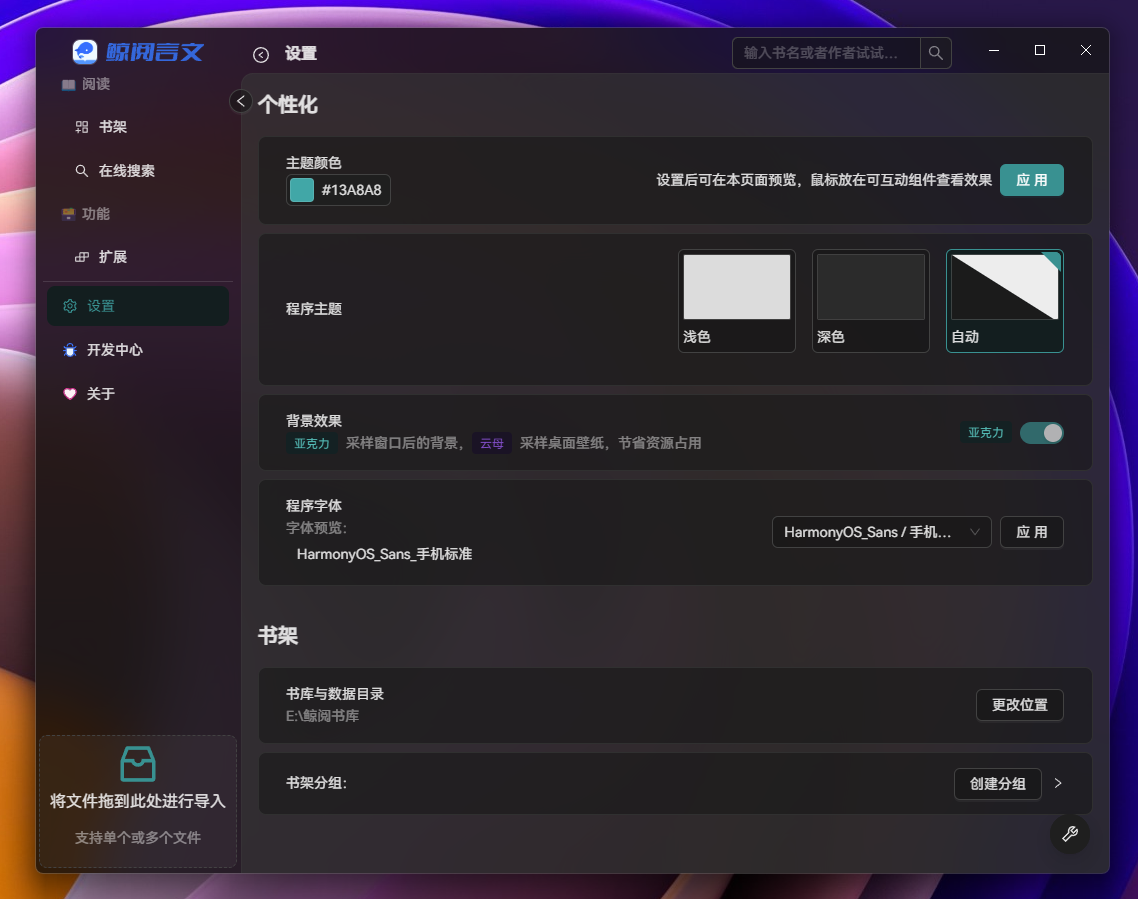 鲸阅言文
设置
输入书名或者作者试试...
阅读
书架
在线搜索
功能
扩展
设置
开发中心
关于
将文件拖到此处进行导入
支持单个或多个文件
个性化
主题颜色
#13A8A8
设置后可在本页面预览，鼠标放在可互动组件查看效果
应 用
程序主题
浅色
深色
自动
背景效果
亚克力 采样窗口后的背景， 云母 采样桌面壁纸，节省资源占用
亚克力
程序字体
字体预览：
HarmonyOS_Sans_手机标准
HarmonyOS_Sans / 手机...
应 用
书架
书库与数据目录
E:\鲸阅书库
更改位置
书架分组：
创建分组